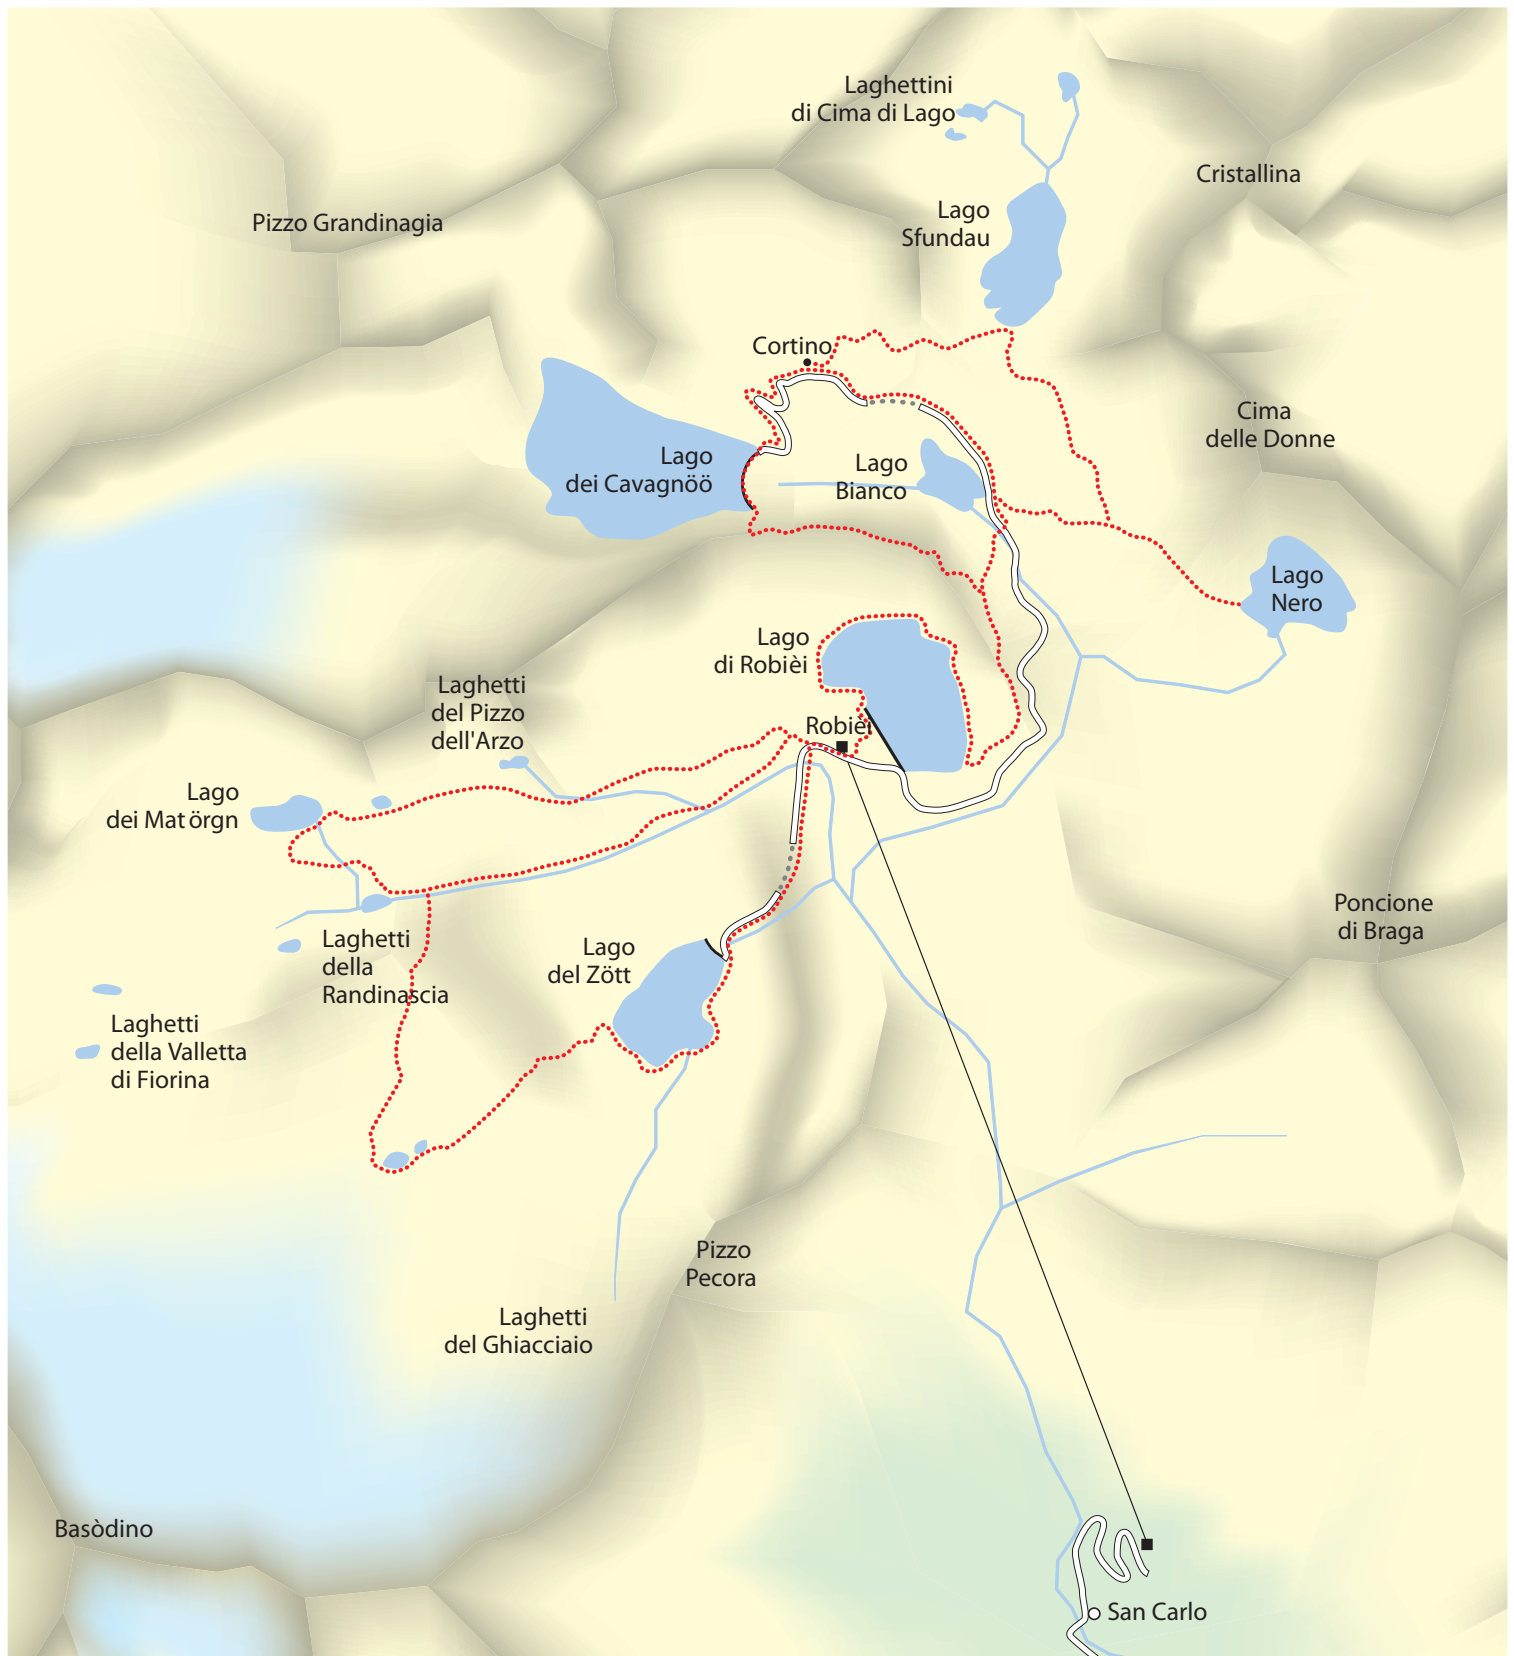 Laghettini
di Cima di Lago
Cristallina
Lago
Sfundau
Pizzo Grandinagia
Cortino
Cima
delle Donne
Lago
dei Cavagnöö
Lago
Bianco
Lago
Nero
Lago
di Robièi
Laghetti
del Pizzo
dell'Arzo
Robièi
Lago
dei Matörgn
Poncione
di Braga
Laghetti
della
Randinascia
Lago
del Zött
Laghetti
della Valletta
di Fiorina
Pizzo
Pecora
Laghetti
del Ghiacciaio
Basòdino
San Carlo